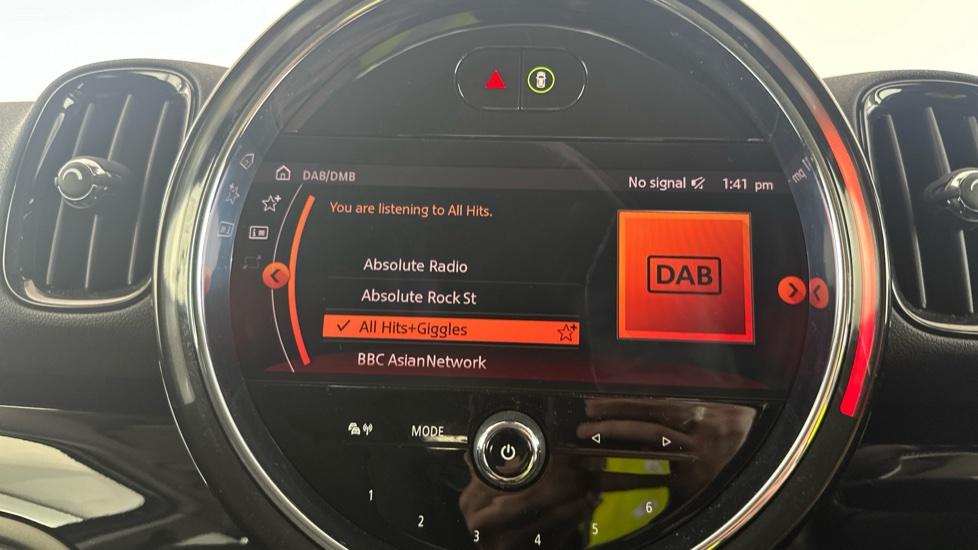 DAB/DMB
No signal 1:41 pm
You are listening to All Hits.
Absolute Radio
Absolute Rock St
All Hits+Giggles
BBC AsianNetwork
DAB
MODE
1
2
3
4
5
6